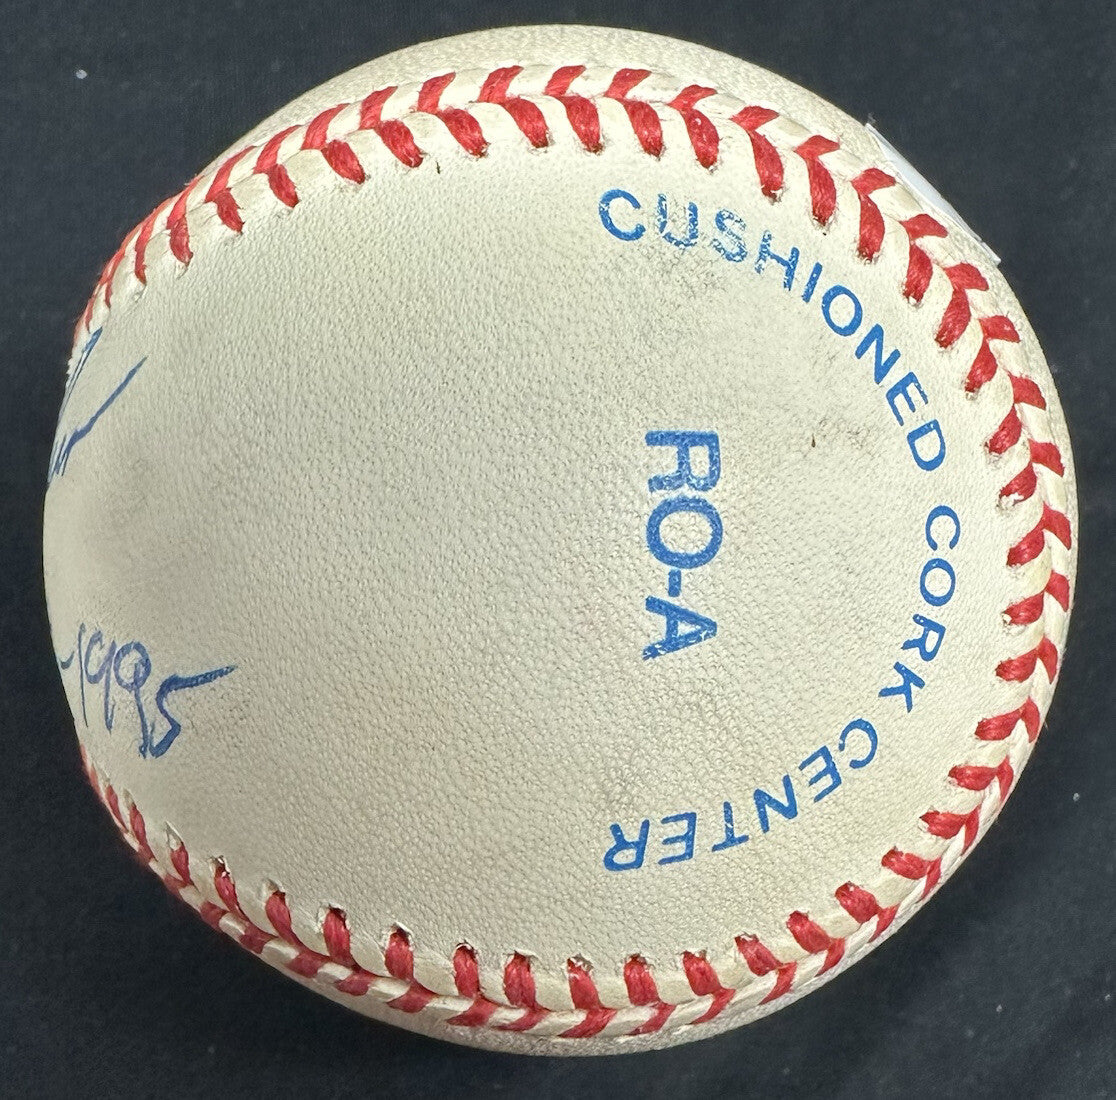 CUSHIONED CORK CENTER
RO-A
-1995